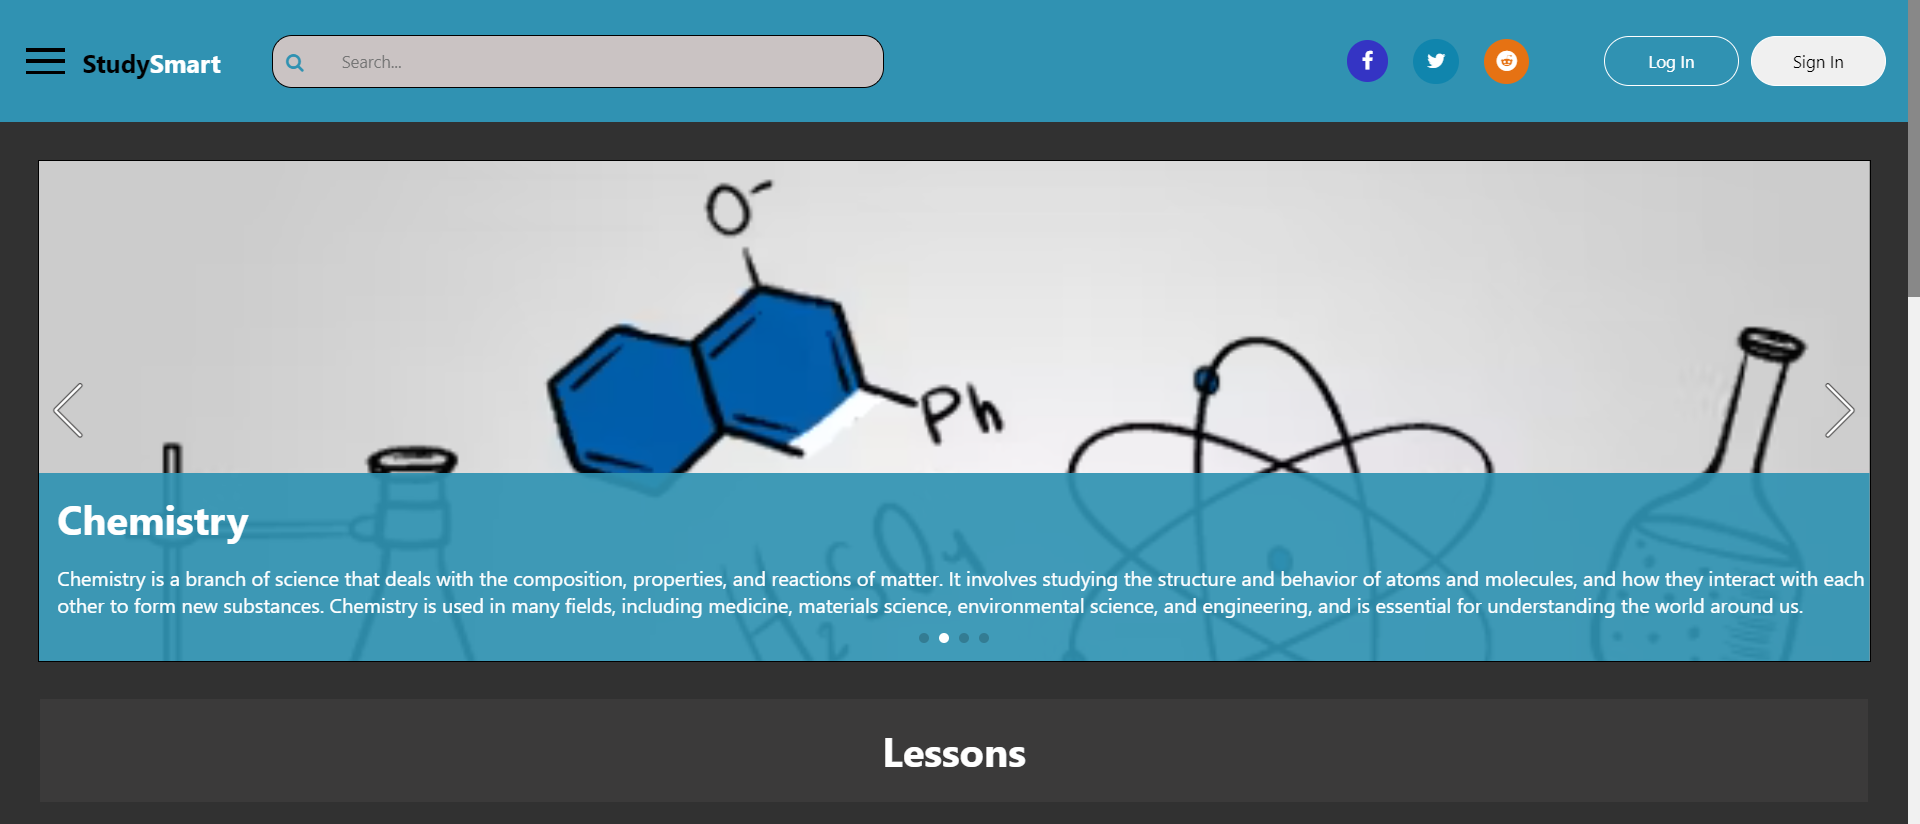 StudySmart
Search...
Log In
Sign In
O-
Ph
Chemistry
H2SO4
Chemistry is a branch of science that deals with the composition, properties, and reactions of matter. It involves studying the structure and behavior of atoms and molecules, and how they interact with each
other to form new substances. Chemistry is used in many fields, including medicine, materials science, environmental science, and engineering, and is essential for understanding the world around us.
Lessons